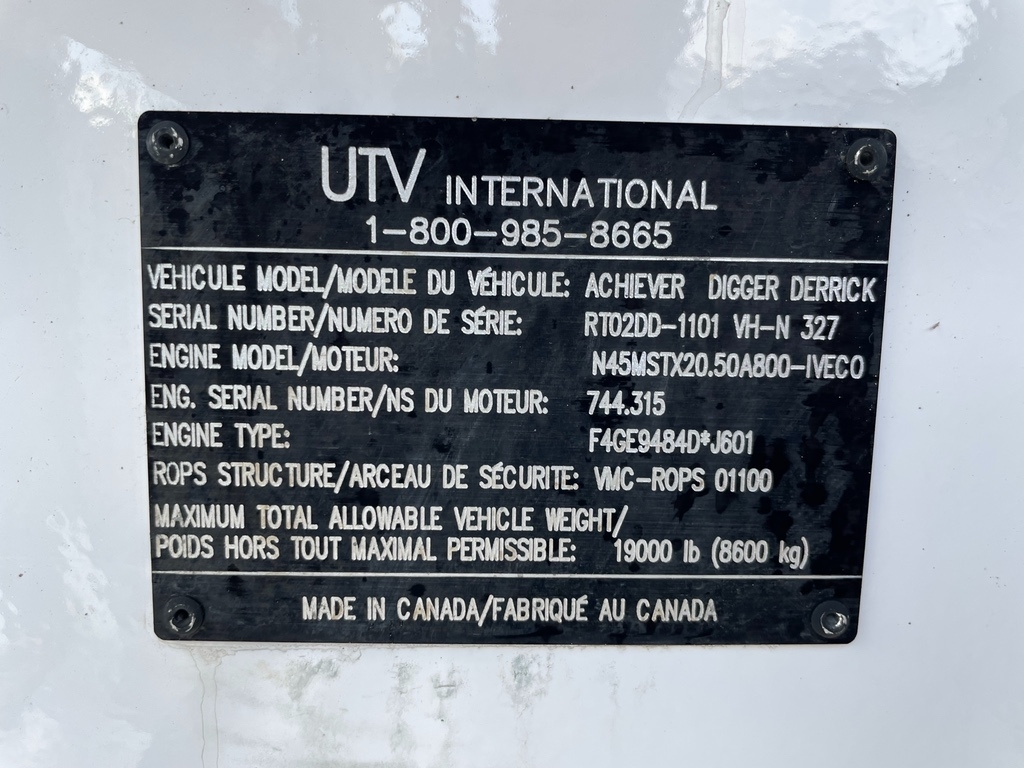 UTV INTERNATIONAL
1-800-985-8665
VEHICULE MODEL/MODELE DU VÉHICULE: ACHIEVER DIGGER DERRICK
SERIAL NUMBER/NUMERO DE SÉRIE: RT02DD-1101 VH-N 327
ENGINE MODEL/MOTEUR: N45MSTX20.50A800-IVECO
ENG. SERIAL NUMBER/NS DU MOTEUR: 744.315
ENGINE TYPE: F4GE9484D*J601
ROPS STRUCTURE/ARCEAU DE SÉCURITE: VMC-ROPS 01100
MAXIMUM TOTAL ALLOWABLE VEHICLE WEIGHT/
POIDS HORS TOUT MAXIMAL PERMISSIBLE: 19000 lb (8600 kg)
MADE IN CANADA/FABRIQUÉ AU CANADA